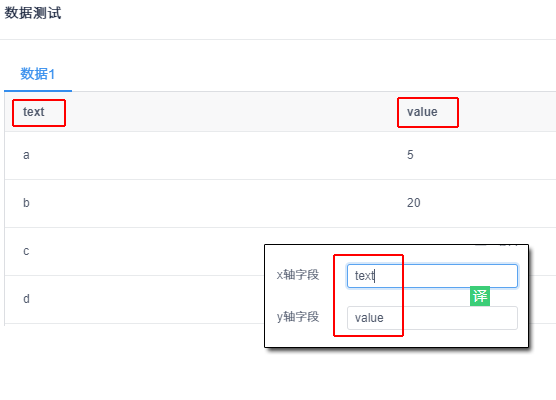 数据测试
数据1
text value
a 5
b 20
c
d
x轴字段 text
译
y轴字段 value